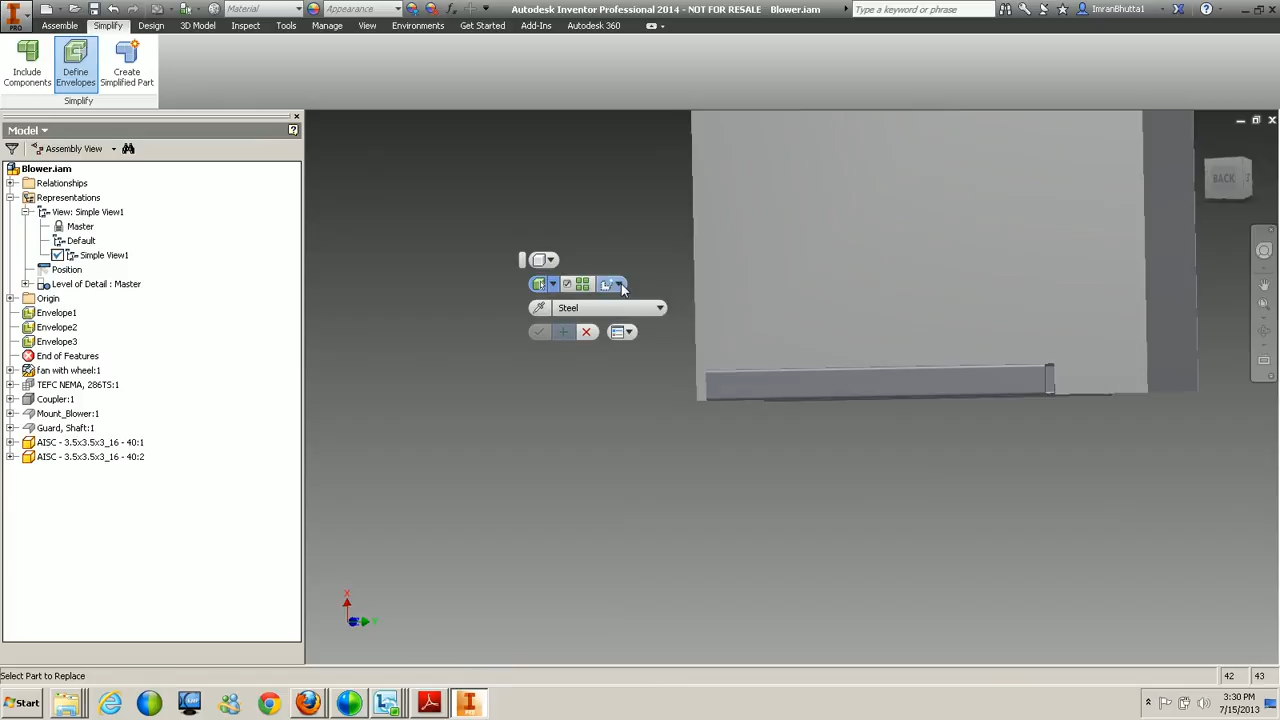 Material
Appearance
Autodesk Inventor Professional 2014 - NOT FOR RESALE Blower.iam
Type a keyword or phrase
ImranBhutta1
PRO
Assemble
Simplify
Design
3D Model
Inspect
Tools
Manage
View
Environments
Get Started
Add-Ins
Autodesk 360
Include
Components
Define
Envelopes
Create
Simplified Part
Simplify
Model
Assembly View
Blower.iam
Relationships
Representations
View: Simple View1
Master
Default
Simple View1
Position
Level of Detail : Master
Origin
Envelope1
Envelope2
Envelope3
End of Features
fan with wheel:1
TEFC NEMA, 286TS:1
Coupler:1
Mount_Blower:1
Guard, Shaft:1
AISC - 3.5x3.5x3_16 - 40:1
AISC - 3.5x3.5x3_16 - 40:2
Steel
BACK
X
Y
Select Part to Replace
42
43
Start
3:30 PM
7/15/2013